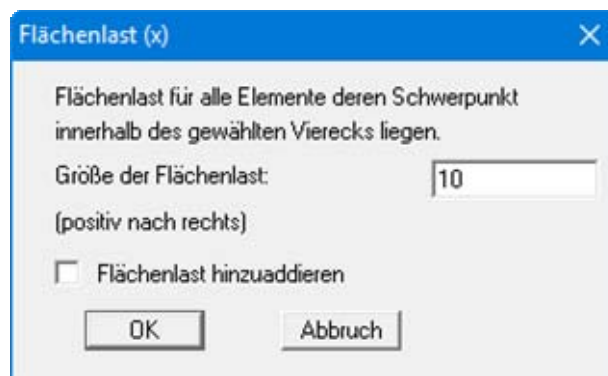 Flächenlast (x)
Flächenlast für alle Elemente deren Schwerpunkt
innerhalb des gewählten Vierecks liegen.
Größe der Flächenlast: 10
(positiv nach rechts)
Flächenlast hinzuaddieren
OK Abbruch